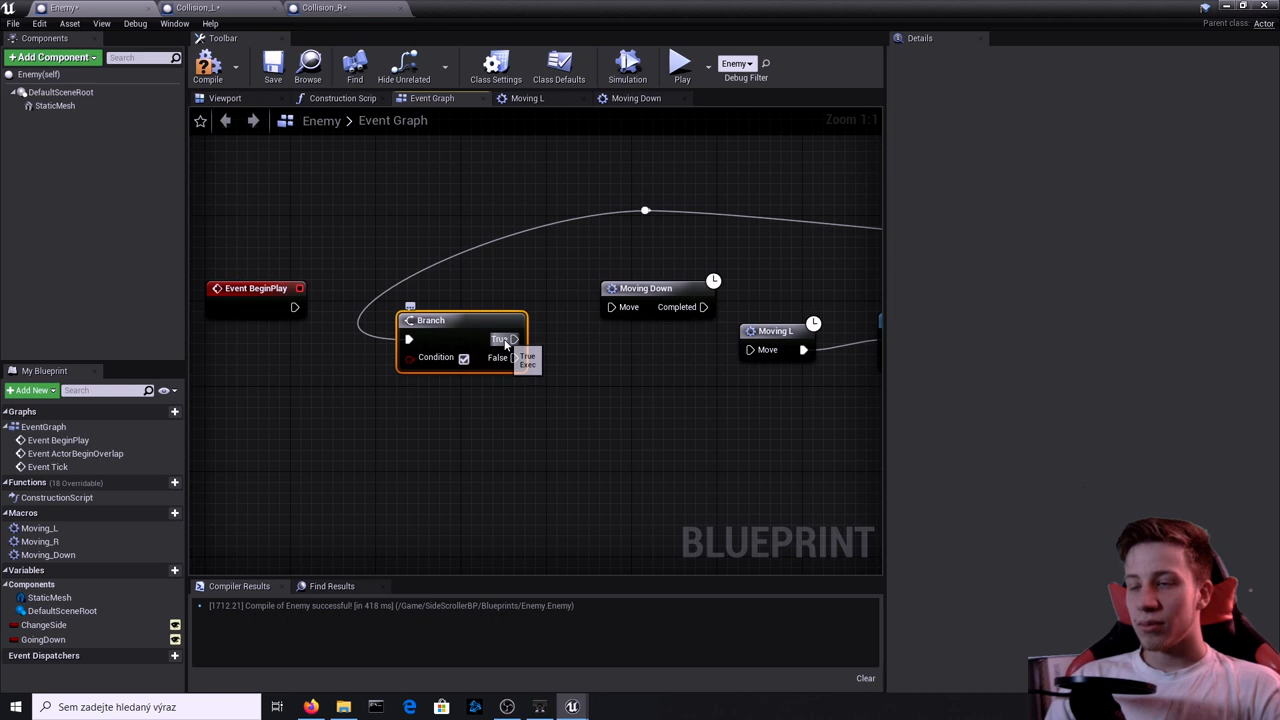 Enemy*
Collision_L*
Collision_R*
File
Edit
Asset
View
Debug
Window
Help
Parent class: Actor
Components
+Add Component
Search
Enemy(self)
DefaultSceneRoot
StaticMesh
Toolbar
Compile
Save
Browse
Find
Hide Unrelated
Class Settings
Class Defaults
Simulation
Play
Enemy
Debug Filter
Details
Viewport
Construction Scrip
Event Graph
Moving L
Moving Down
Enemy > Event Graph
Zoom 1:1
Event BeginPlay
Branch
True
Condition
False
True
Exec
Moving Down
Move
Completed
Moving L
Move
BLUEPRINT
My Blueprint
+Add New
Search
Graphs
EventGraph
Event BeginPlay
Event ActorBeginOverlap
Event Tick
Functions (18 Overridable)
ConstructionScript
Macros
Moving_L
Moving_R
Moving_Down
Variables
Components
StaticMesh
DefaultSceneRoot
ChangeSide
GoingDown
Event Dispatchers
Compiler Results
Find Results
[1712.21] Compile of Enemy successful! [in 418 ms] (/Game/SideScrollerBP/Blueprints/Enemy.Enemy)
Clear
Sem zadejte hledaný výraz